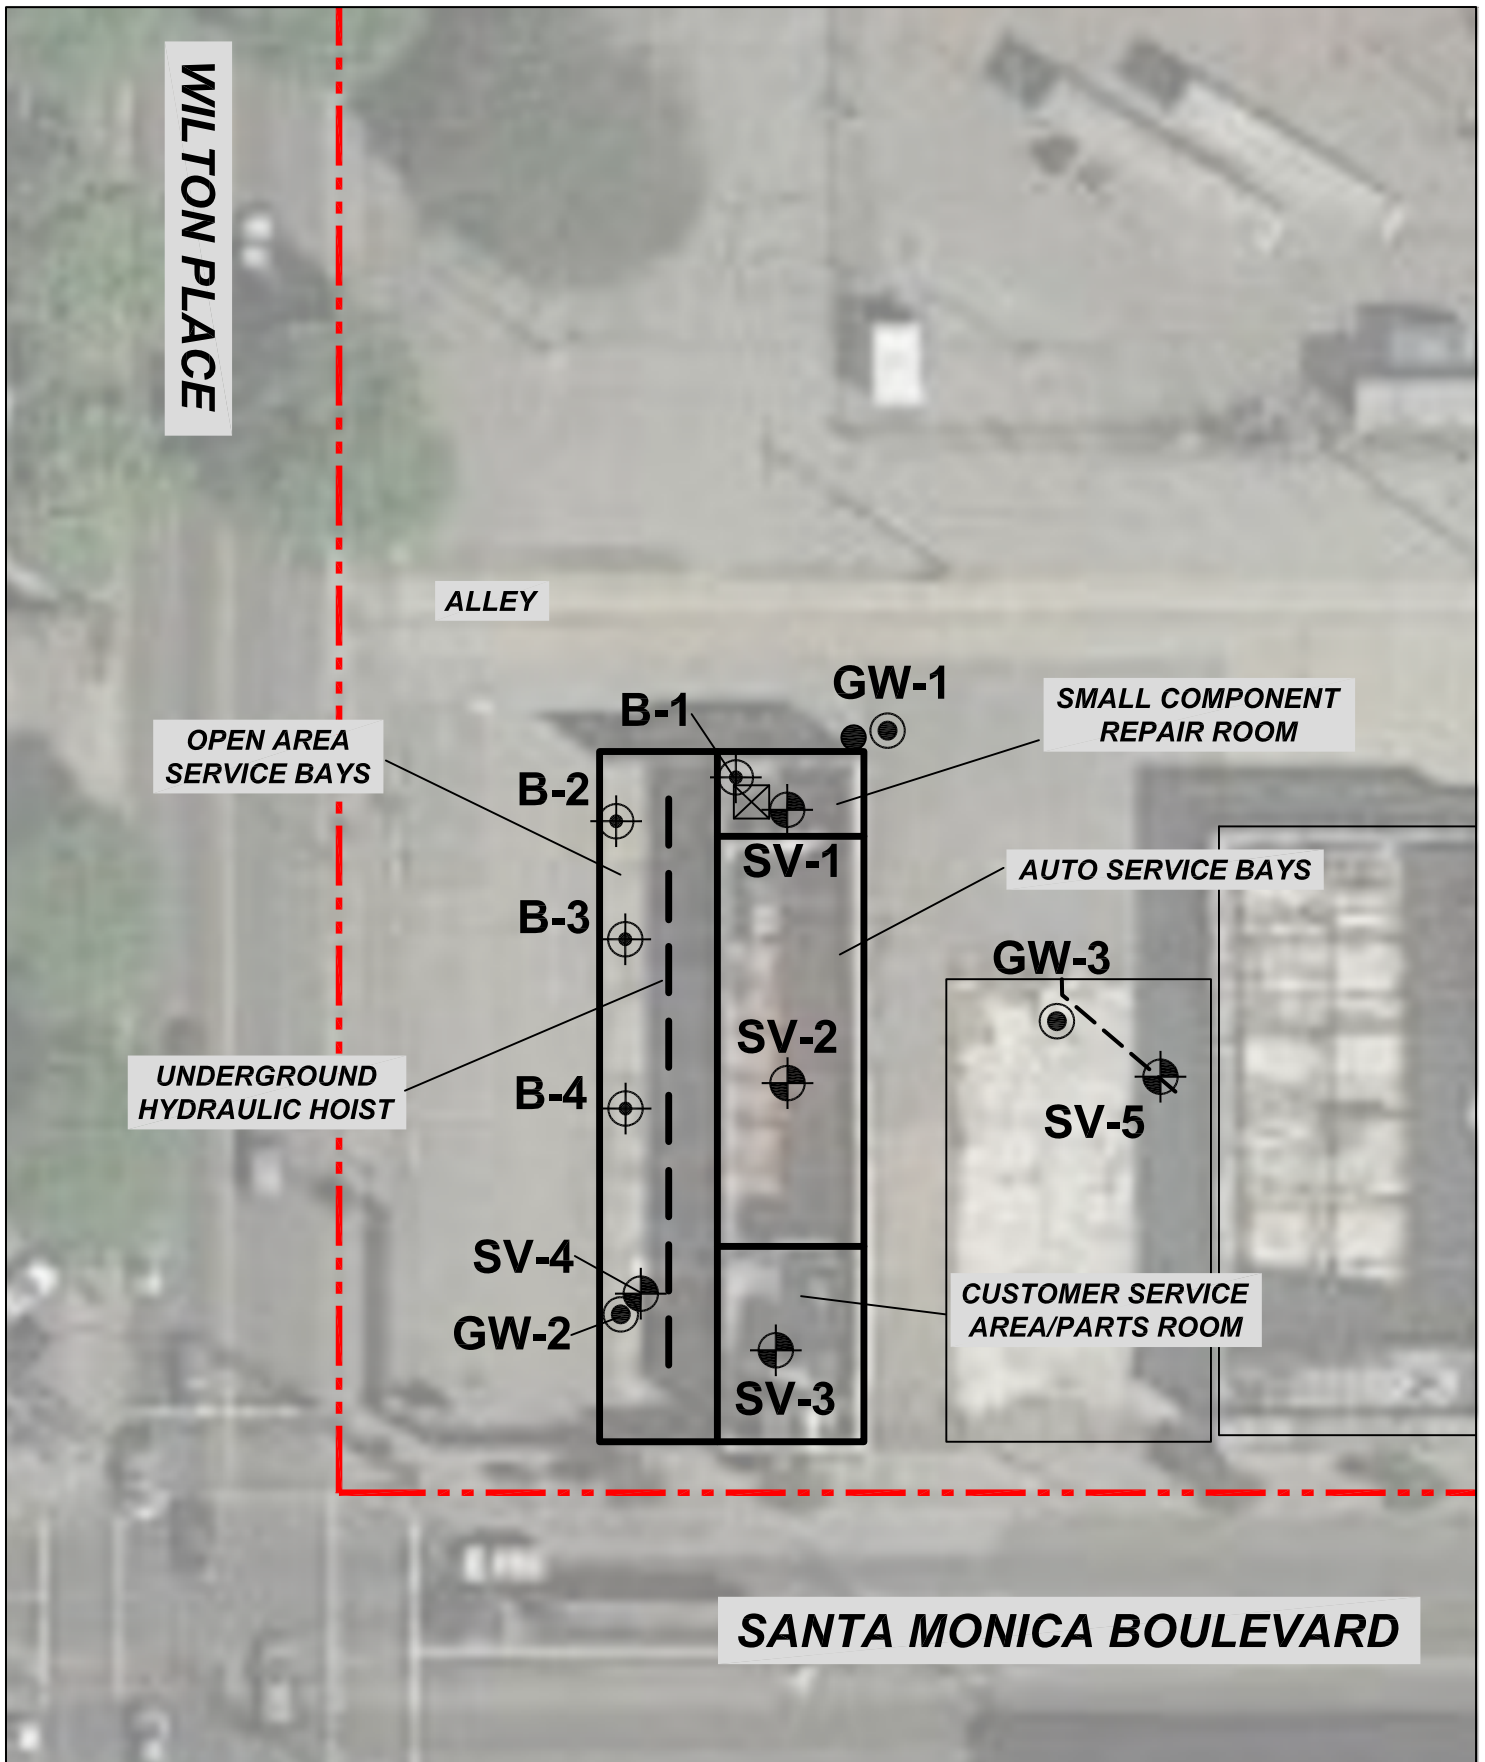 WILTON PLACE
ALLEY
GW-1
B-1
SMALL COMPONENT
REPAIR ROOM
OPEN AREA
SERVICE BAYS
B-2
SV-1
AUTO SERVICE BAYS
B-3
GW-3
SV-2
UNDERGROUND
HYDRAULIC HOIST
B-4
SV-5
SV-4
GW-2
CUSTOMER SERVICE
AREA/PARTS ROOM
SV-3
SANTA MONICA BOULEVARD